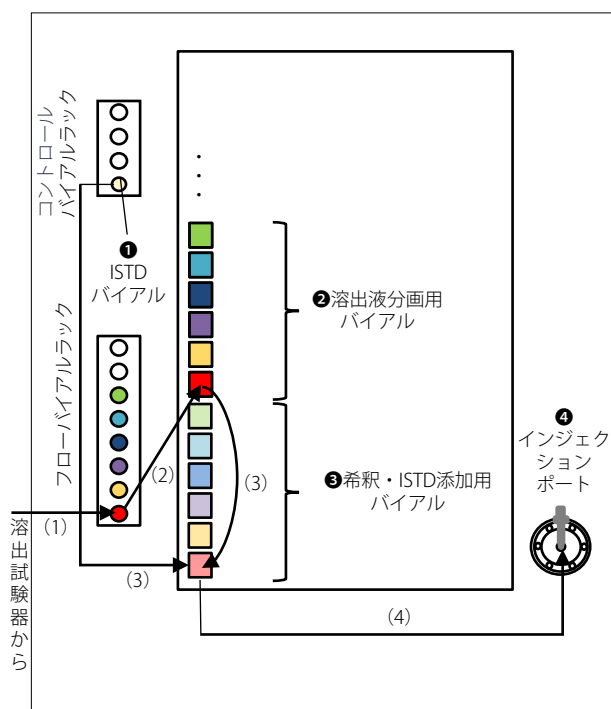 コントロール
バイアルラック
❶
ISTD
バイアル
❷溶出液分画用
バイアル
フローバイアルラック
❹
インジェク
ション
ポート
(2)
(3)
❸希釈・ISTD添加用
バイアル
(1)
溶出試験器から
(3)
(4)